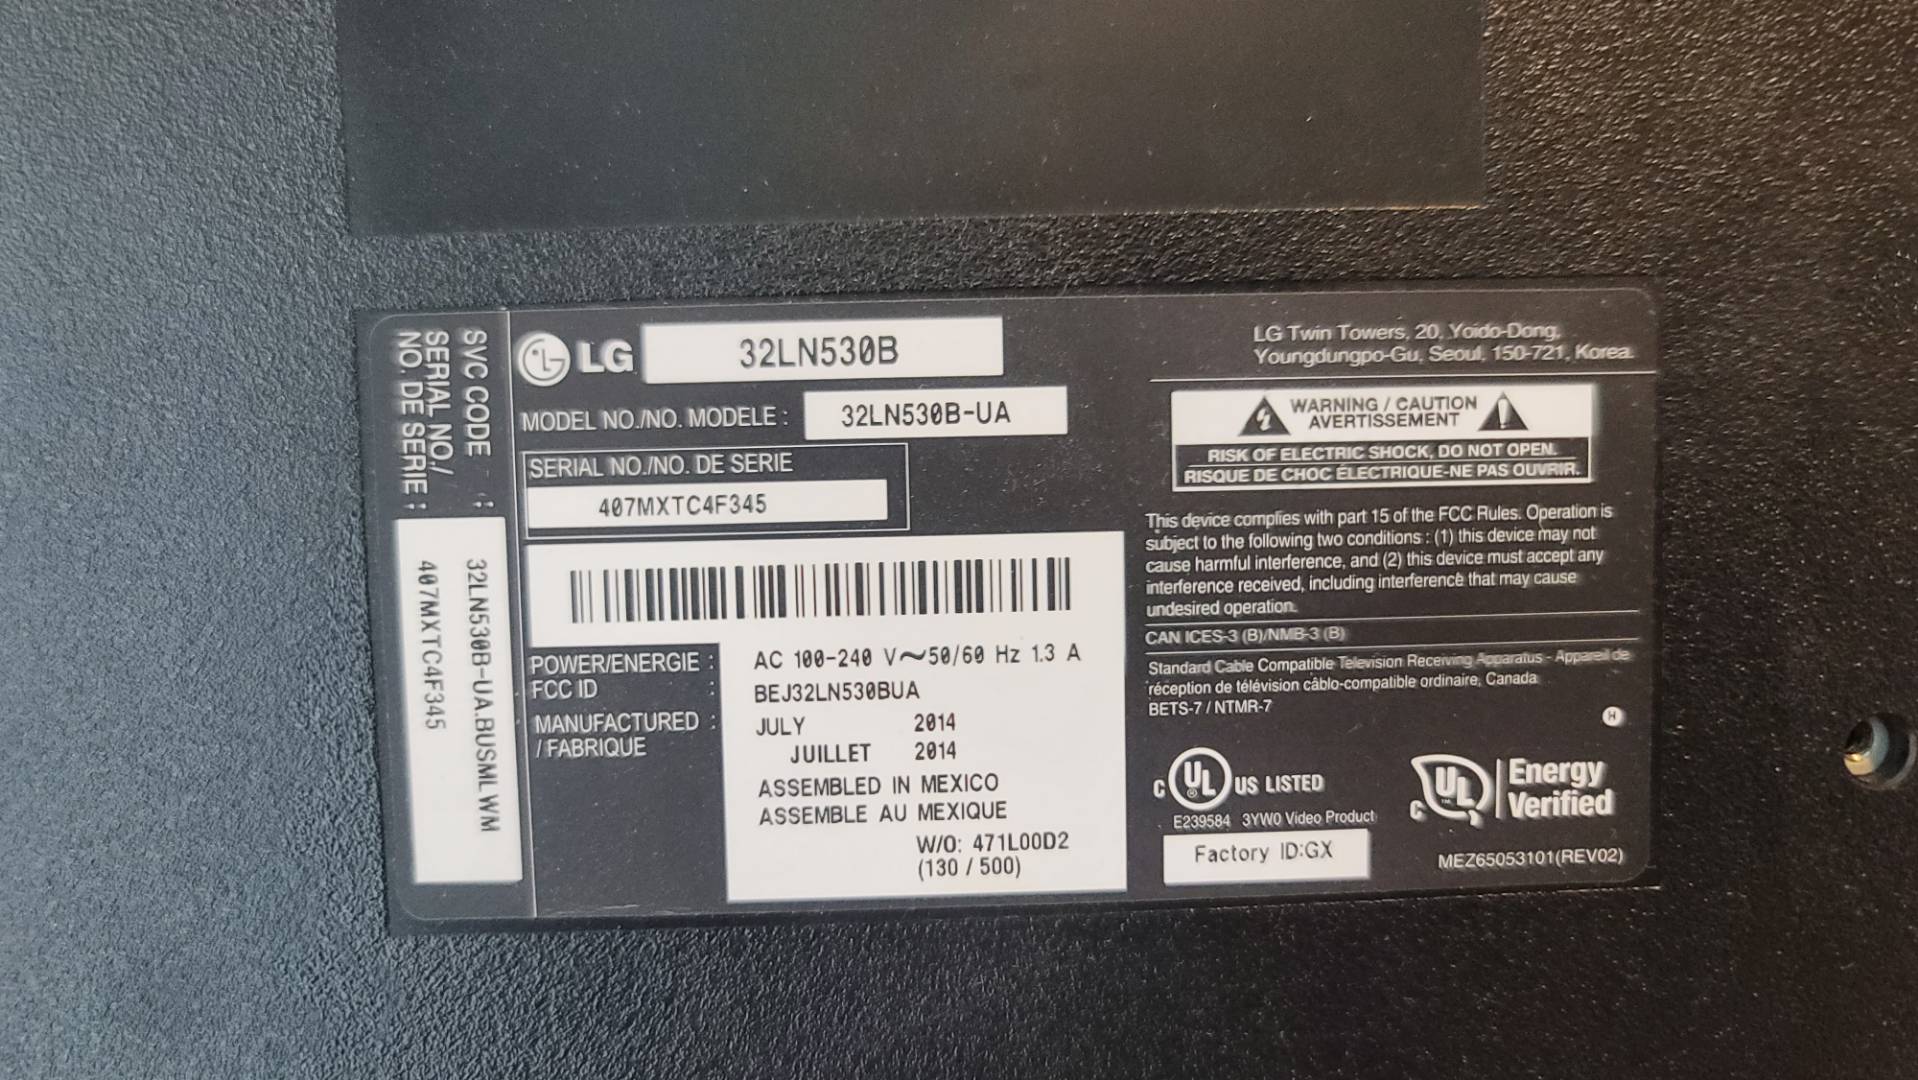 SVC CODE :
SERIAL NO./
NO. DE SERIE :
32LN530B-UA.BUSMLWM
407MXTC4F345
LG 32LN530B
MODEL NO./NO. MODELE : 32LN530B-UA
SERIAL NO./NO. DE SERIE
407MXTC4F345
POWER/ENERGIE : AC 100-240 V~50/60 Hz 1.3 A
FCC ID : BEJ32LN530BUA
MANUFACTURED : JULY 2014
/ FABRIQUE JUILLET 2014
ASSEMBLED IN MEXICO
ASSEMBLE AU MEXIQUE
W/O: 471L00D2
(130 / 500)
LG Twin Towers, 20, Yoido-Dong,
Youngdungpo-Gu, Seoul, 150-721, Korea.
WARNING / CAUTION
AVERTISSEMENT
RISK OF ELECTRIC SHOCK, DO NOT OPEN.
RISQUE DE CHOC ÉLECTRIQUE-NE PAS OUVRIR.
This device complies with part 15 of the FCC Rules. Operation is
subject to the following two conditions : (1) this device may not
cause harmful interference, and (2) this device must accept any
interference received, including interference that may cause
undesired operation.
CAN ICES-3 (B)/NMB-3 (B)
Standard Cable Compatible Television Receiving Apparatus - Appareil de
réception de télévision câblo-compatible ordinaire, Canada
BETS-7 / NTMR-7
H
C UL ® US LISTED
E239584 3YW0 Video Product
Factory ID:GX
C UL ™ Energy
Verified
MEZ65053101(REV02)